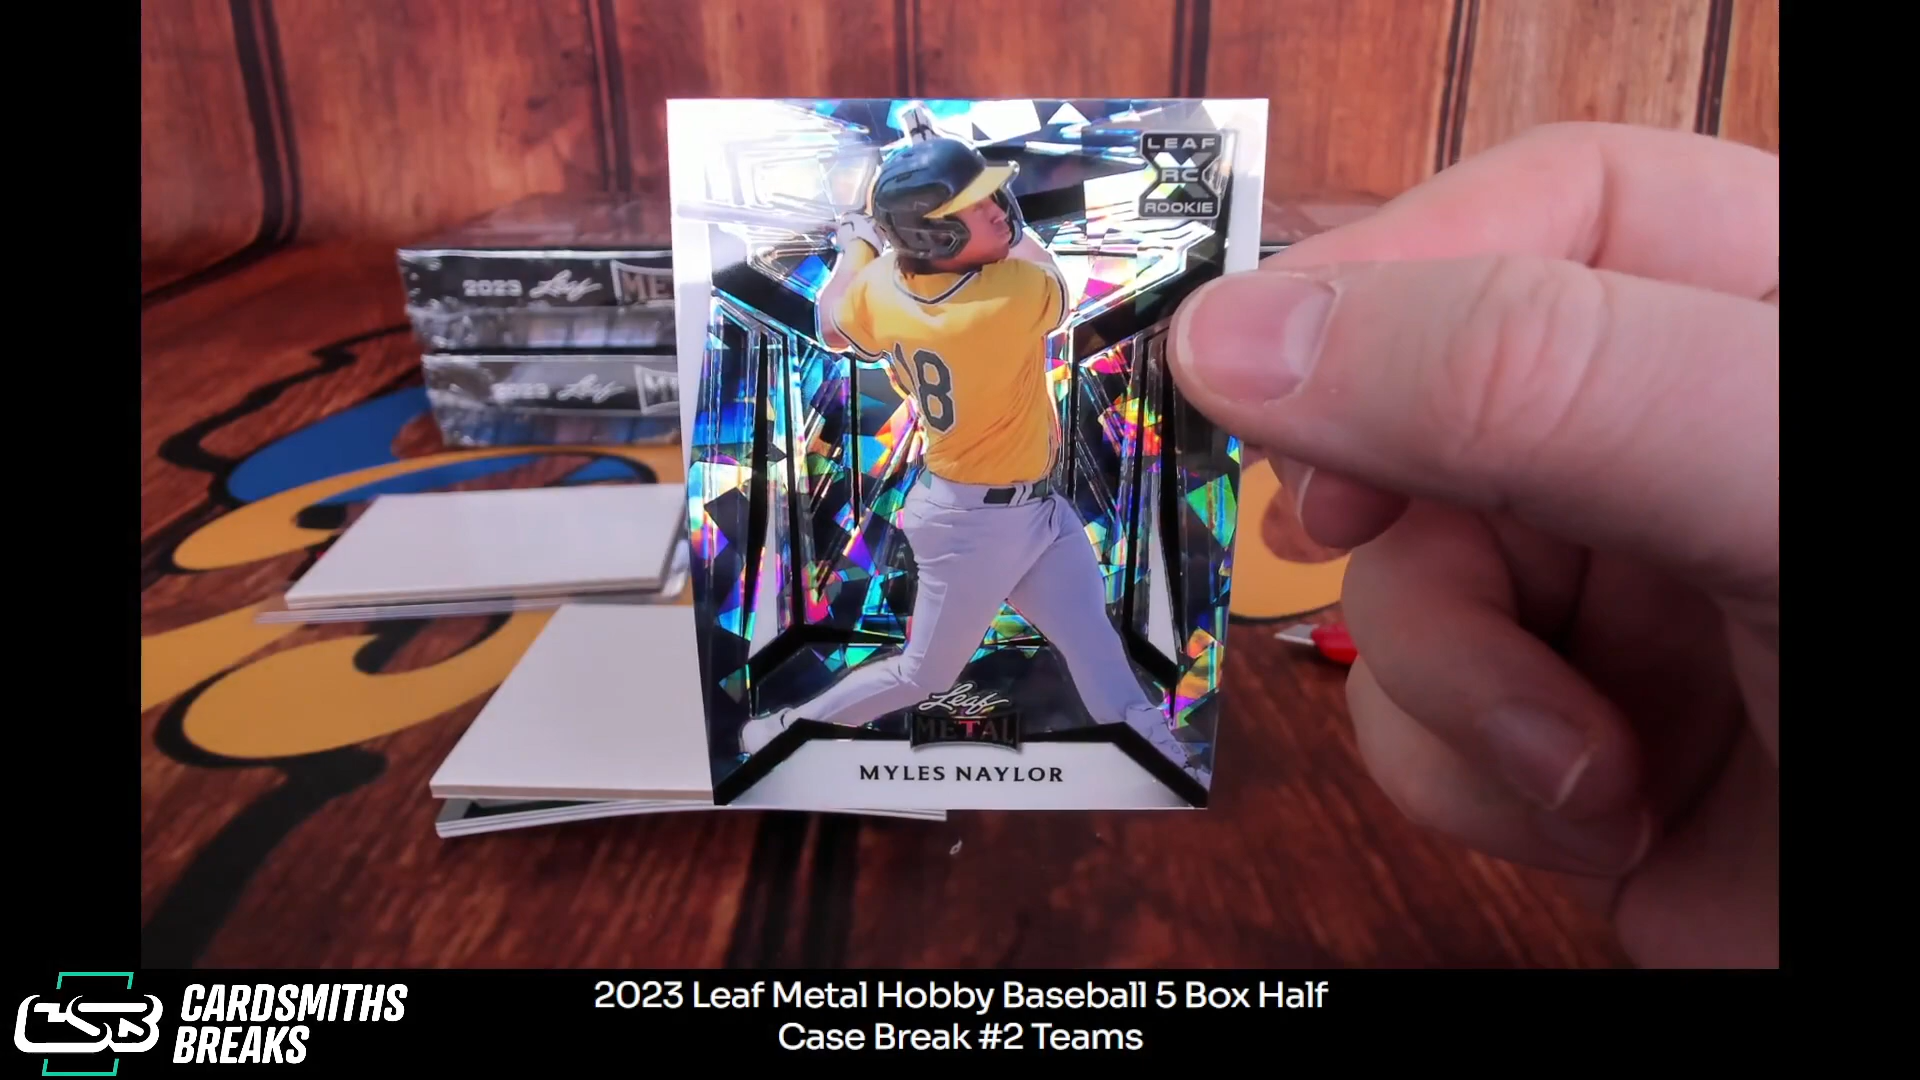 LEAF
RC
ROOKIE
2023 Leaf ME
18
2023 Leaf
Leaf
METAL
MYLES NAYLOR
CSB
CARDSMITHS
BREAKS
2023 Leaf Metal Hobby Baseball 5 Box Half
Case Break #2 Teams